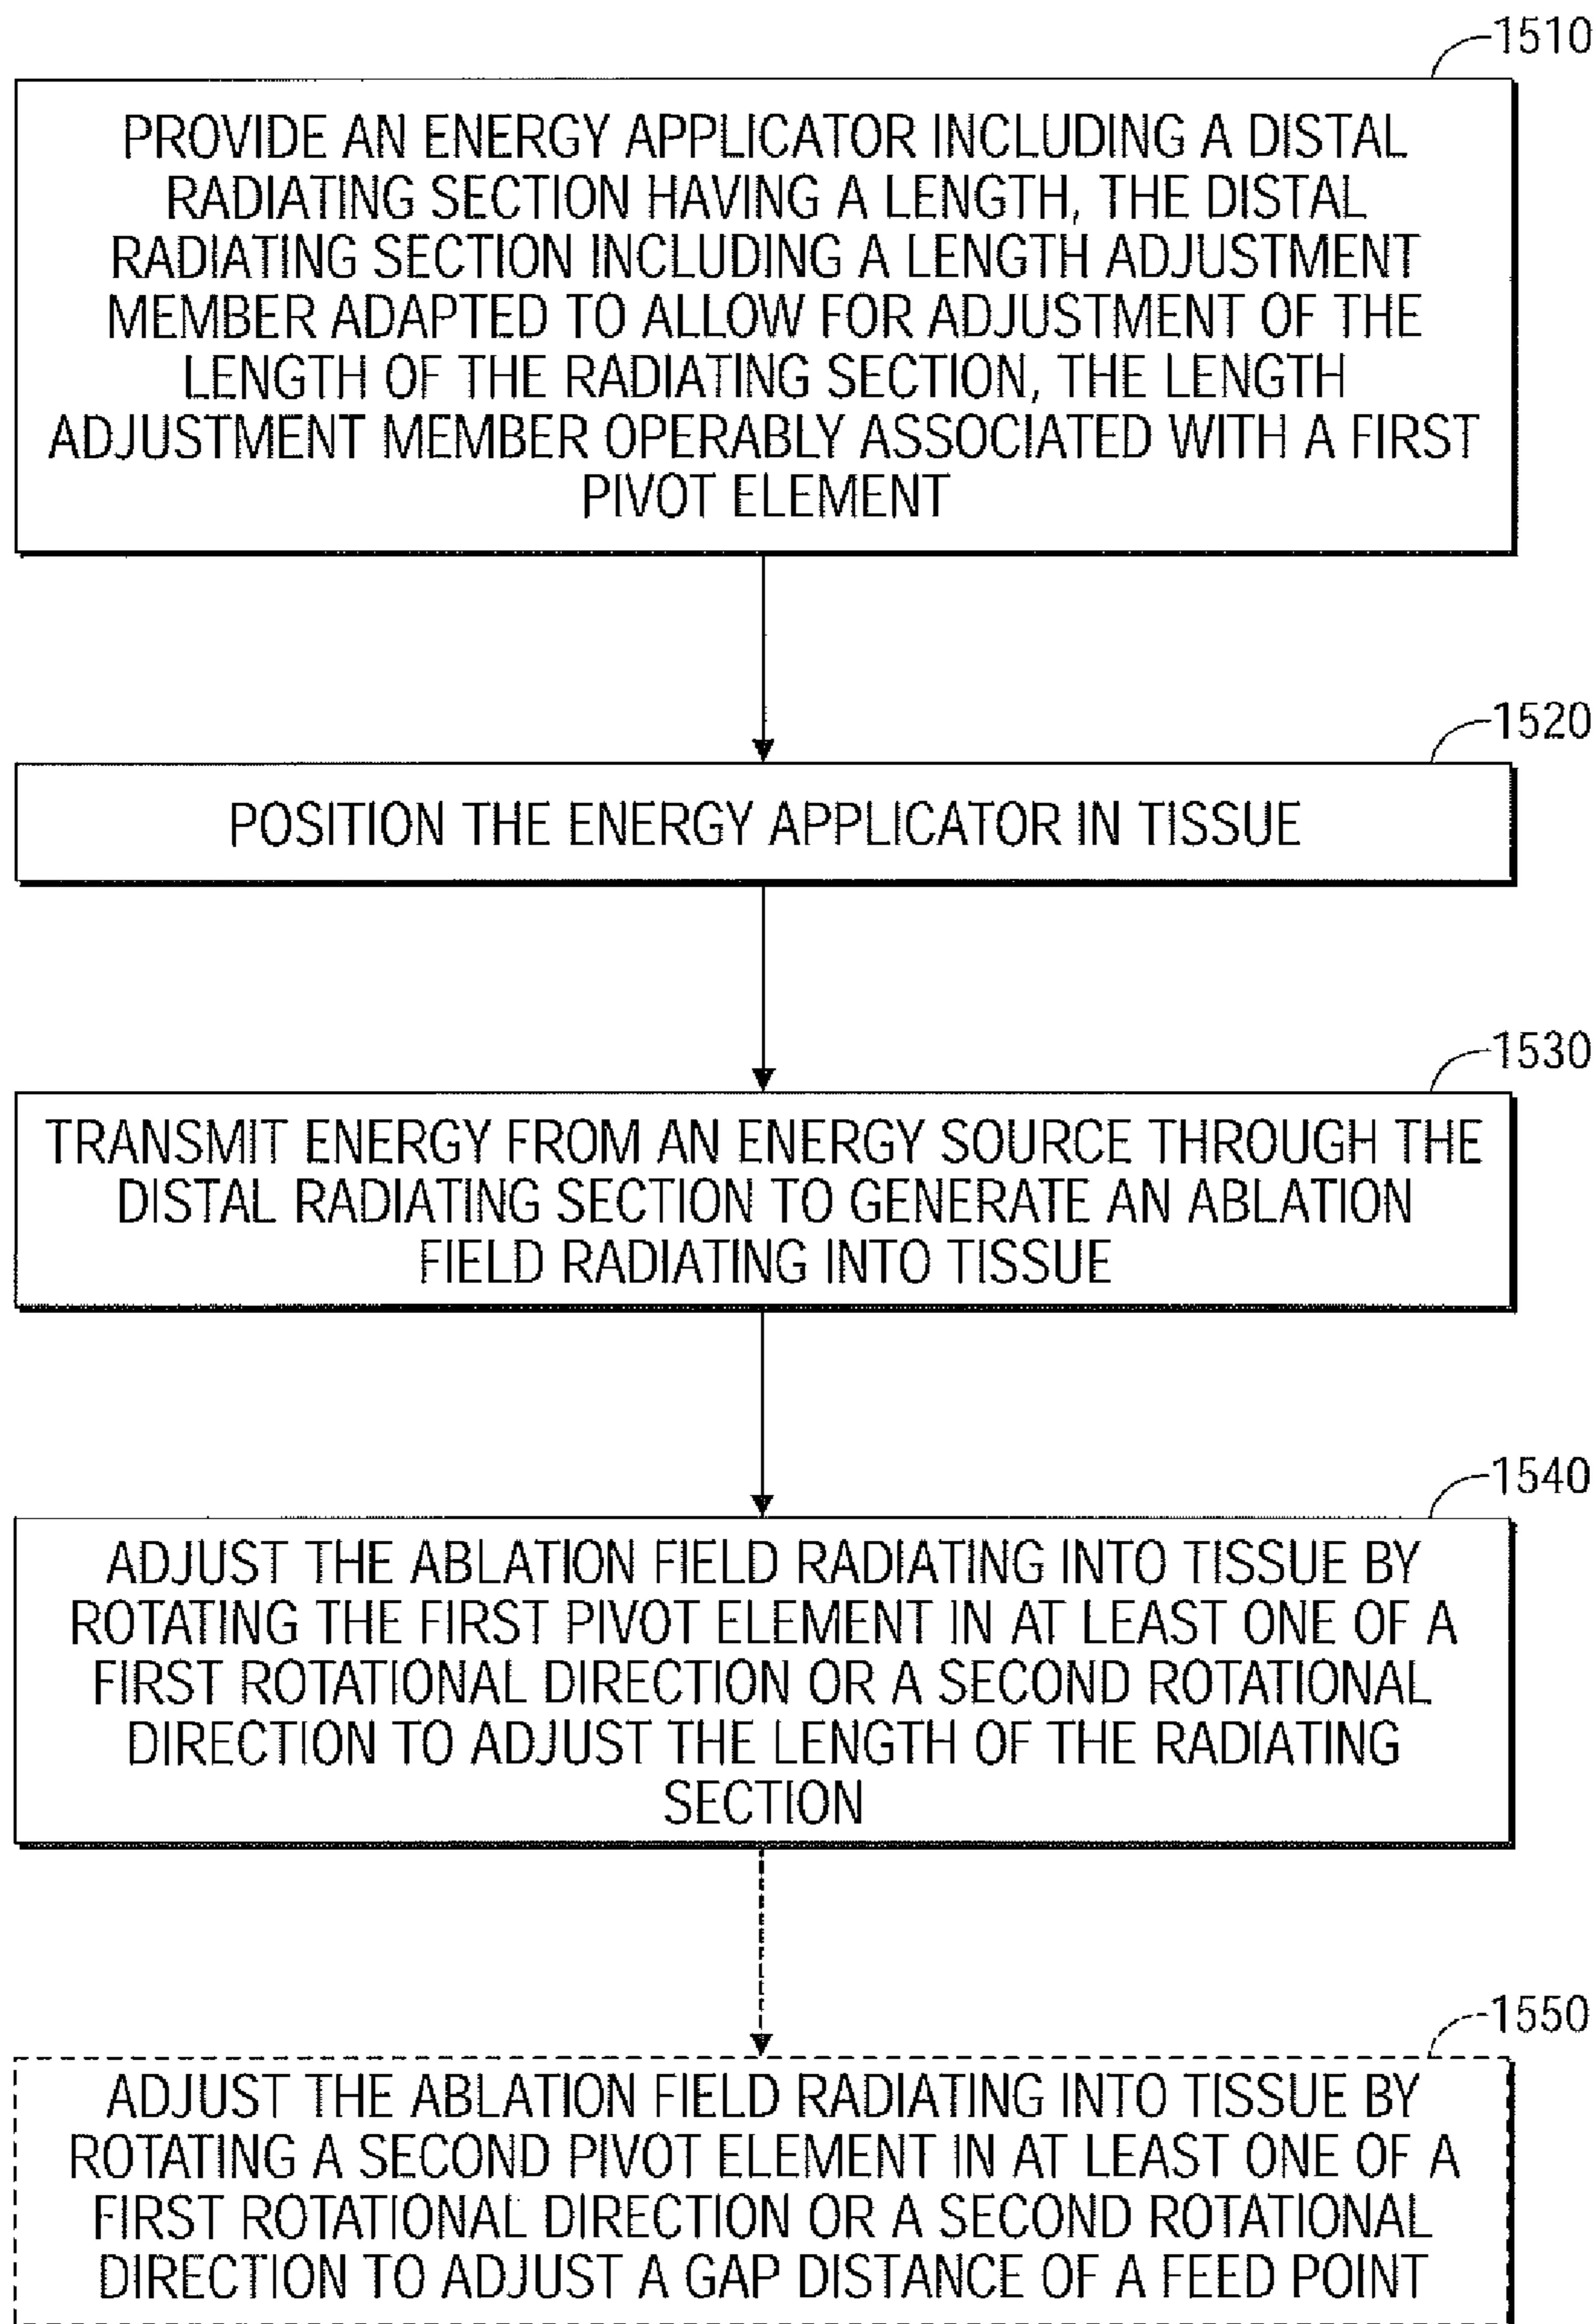 1510
PROVIDE AN ENERGY APPLICATOR INCLUDING A DISTAL
RADIATING SECTION HAVING A LENGTH, THE DISTAL
RADIATING SECTION INCLUDING A LENGTH ADJUSTMENT
MEMBER ADAPTED TO ALLOW FOR ADJUSTMENT OF THE
LENGTH OF THE RADIATING SECTION, THE LENGTH
ADJUSTMENT MEMBER OPERABLY ASSOCIATED WITH A FIRST
PIVOT ELEMENT
1520
POSITION THE ENERGY APPLICATOR IN TISSUE
1530
TRANSMIT ENERGY FROM AN ENERGY SOURCE THROUGH THE
DISTAL RADIATING SECTION TO GENERATE AN ABLATION
FIELD RADIATING INTO TISSUE
1540
ADJUST THE ABLATION FIELD RADIATING INTO TISSUE BY
ROTATING THE FIRST PIVOT ELEMENT IN AT LEAST ONE OF A
FIRST ROTATIONAL DIRECTION OR A SECOND ROTATIONAL
DIRECTION TO ADJUST THE LENGTH OF THE RADIATING
SECTION
1550
ADJUST THE ABLATION FIELD RADIATING INTO TISSUE BY
ROTATING A SECOND PIVOT ELEMENT IN AT LEAST ONE OF A
FIRST ROTATIONAL DIRECTION OR A SECOND ROTATIONAL
DIRECTION TO ADJUST A GAP DISTANCE OF A FEED POINT